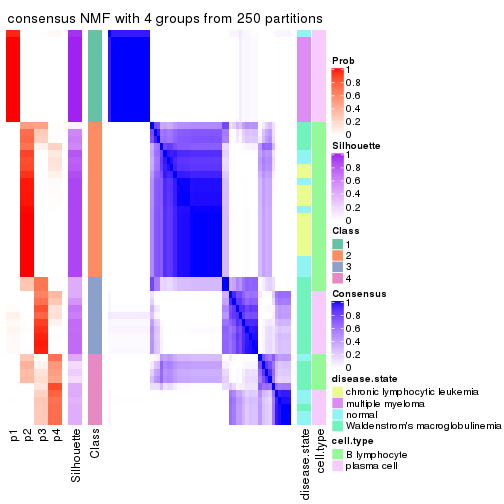 consensus NMF with 4 groups from 250 partitions
Prob
1
0.8
0.6
0.4
0.2
0
Silhouette
1
0.8
0.6
0.4
0.2
0
Class
1
2
3
4
Consensus
1
0.8
0.6
0.4
0.2
0
disease.state
chronic lymphocytic leukemia
multiple myeloma
normal
Waldenstrom's macroglobulinemia
cell.type
B lymphocyte
plasma cell
p1
p2
p3
p4
Silhouette
Class
disease.state
cell.type